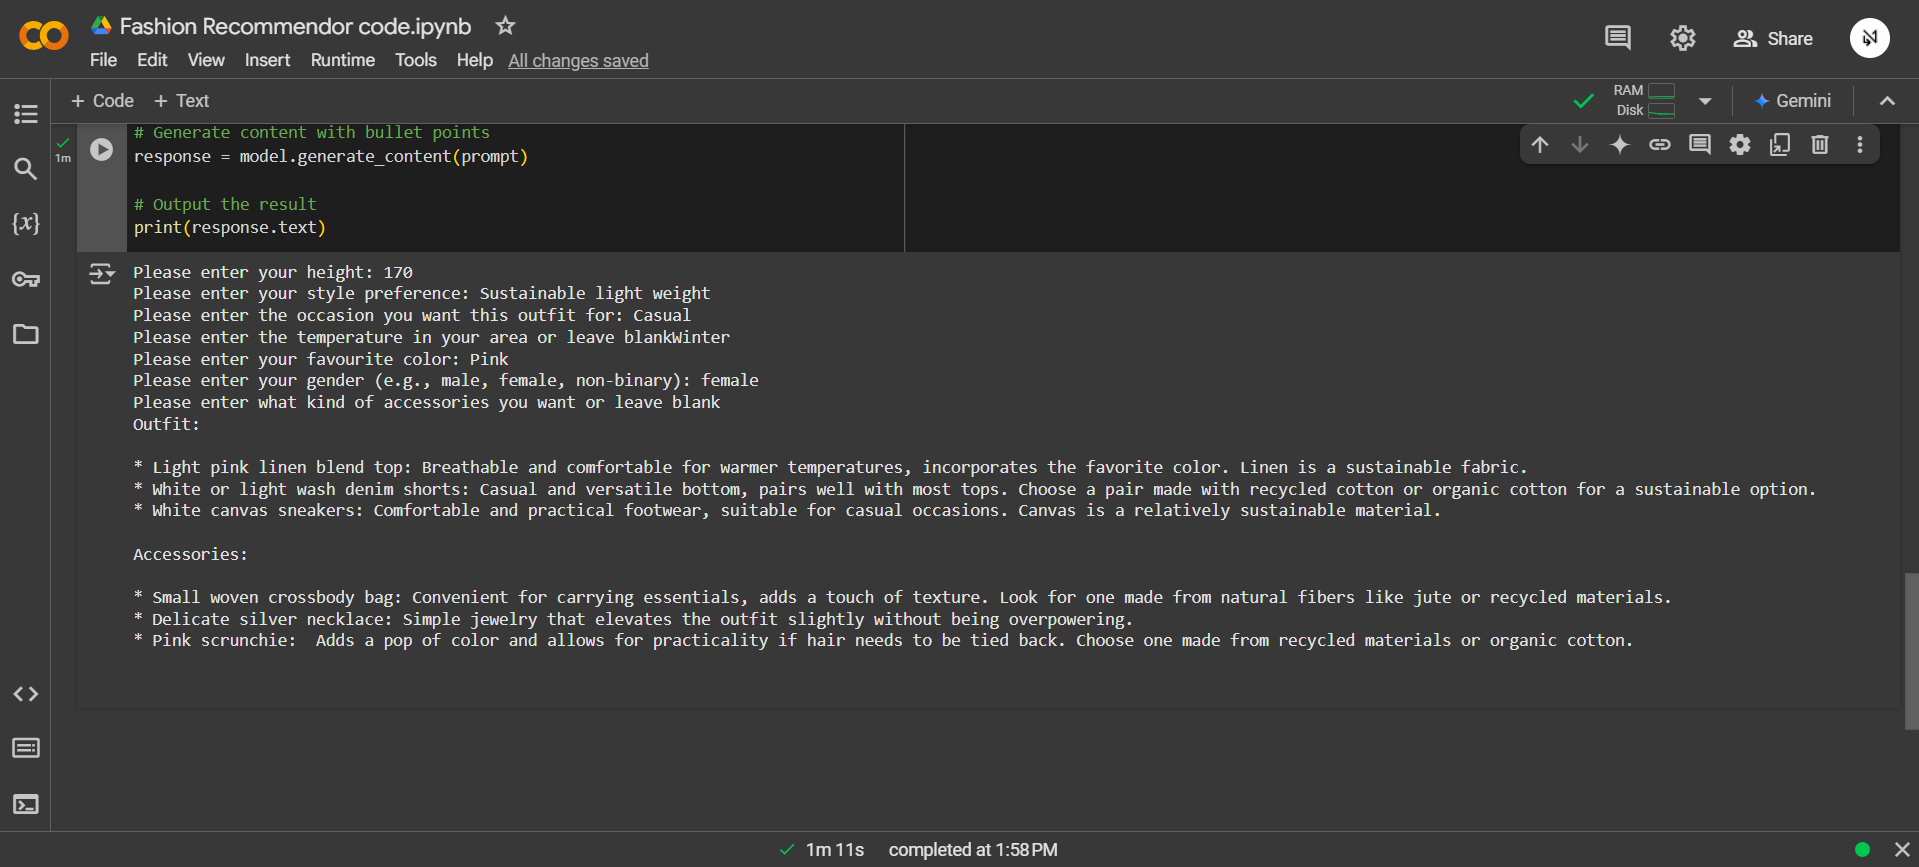 Fashion Recommendor code.ipynb
File Edit View Insert Runtime Tools Help All changes saved
Share
+ Code + Text
RAM
Disk
Gemini
1m
# Generate content with bullet points
response = model.generate_content(prompt)
# Output the result
print(response.text)
{x}
Please enter your height: 170
Please enter your style preference: Sustainable light weight
Please enter the occasion you want this outfit for: Casual
Please enter the temperature in your area or leave blankWinter
Please enter your favourite color: Pink
Please enter your gender (e.g., male, female, non-binary): female
Please enter what kind of accessories you want or leave blank
Outfit:
* Light pink linen blend top: Breathable and comfortable for warmer temperatures, incorporates the favorite color. Linen is a sustainable fabric.
* White or light wash denim shorts: Casual and versatile bottom, pairs well with most tops. Choose a pair made with recycled cotton or organic cotton for a sustainable option.
* White canvas sneakers: Comfortable and practical footwear, suitable for casual occasions. Canvas is a relatively sustainable material.
Accessories:
* Small woven crossbody bag: Convenient for carrying essentials, adds a touch of texture. Look for one made from natural fibers like jute or recycled materials.
* Delicate silver necklace: Simple jewelry that elevates the outfit slightly without being overpowering.
* Pink scrunchie:  Adds a pop of color and allows for practicality if hair needs to be tied back. Choose one made from recycled materials or organic cotton.
1m 11s completed at 1:58 PM